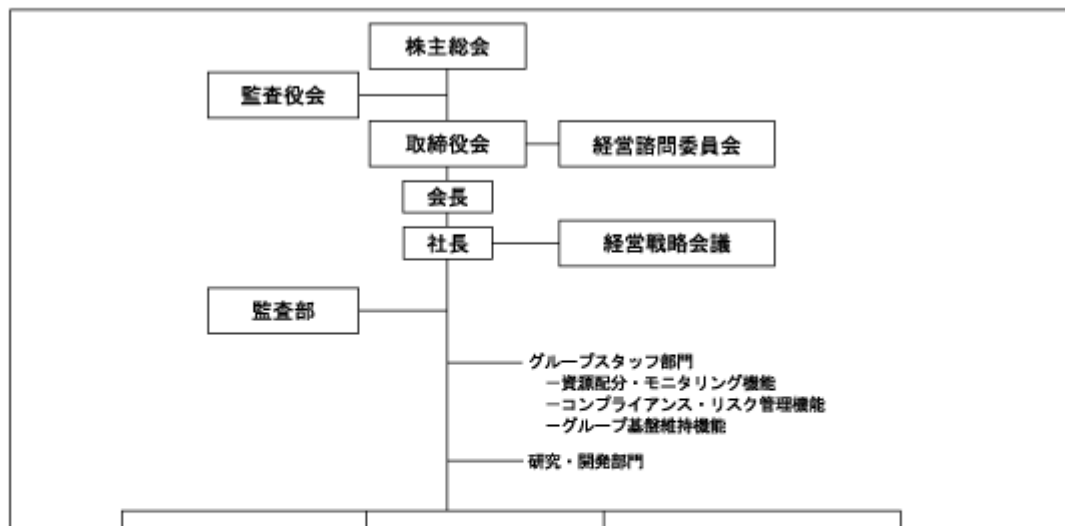 株主総会
監査役会
取締役会
経営諮問委員会
会長
社長
経営戦略会議
監査部
グループスタッフ部門
－資源配分・モニタリング機能
－コンプライアンス・リスク管理機能
－グループ基盤維持機能
研究・開発部門